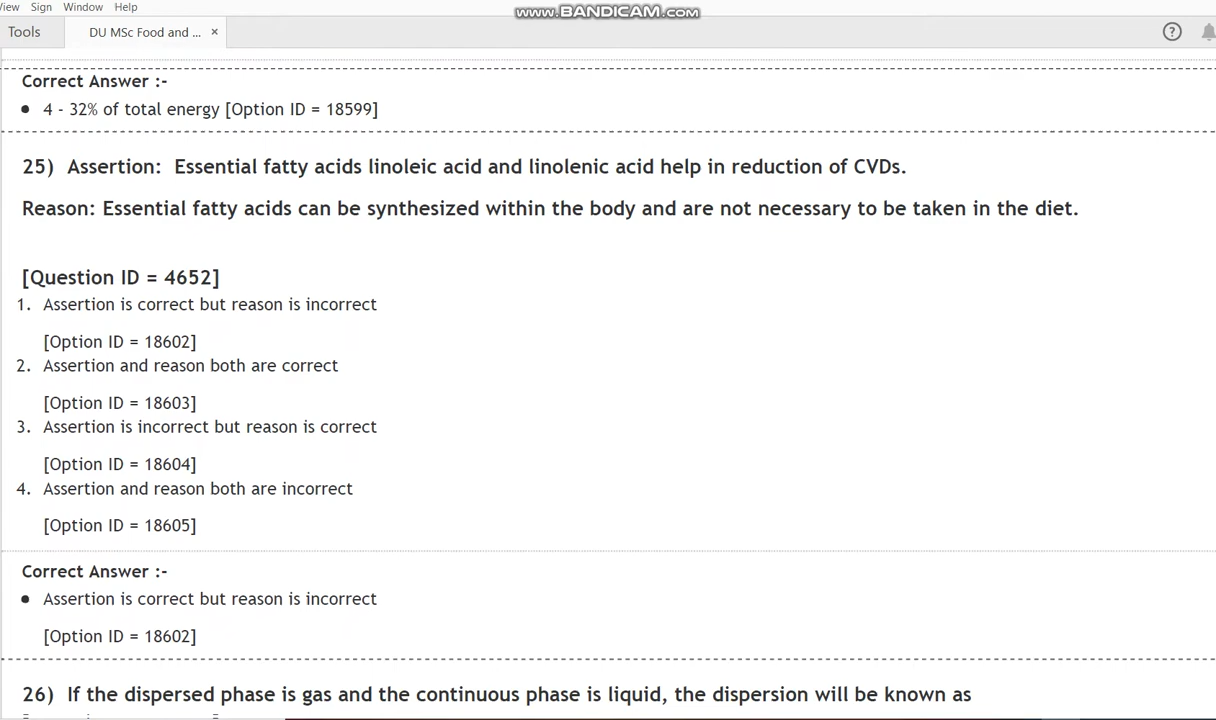 View Sign Window Help
www.BANDICAM.com
Tools DU MSc Food and ... × ?
Correct Answer :-
• 4 - 32% of total energy [Option ID = 18599]
25) Assertion: Essential fatty acids linoleic acid and linolenic acid help in reduction of CVDs.
Reason: Essential fatty acids can be synthesized within the body and are not necessary to be taken in the diet.
[Question ID = 4652]
1. Assertion is correct but reason is incorrect
[Option ID = 18602]
2. Assertion and reason both are correct
[Option ID = 18603]
3. Assertion is incorrect but reason is correct
[Option ID = 18604]
4. Assertion and reason both are incorrect
[Option ID = 18605]
Correct Answer :-
• Assertion is correct but reason is incorrect
[Option ID = 18602]
26) If the dispersed phase is gas and the continuous phase is liquid, the dispersion will be known as